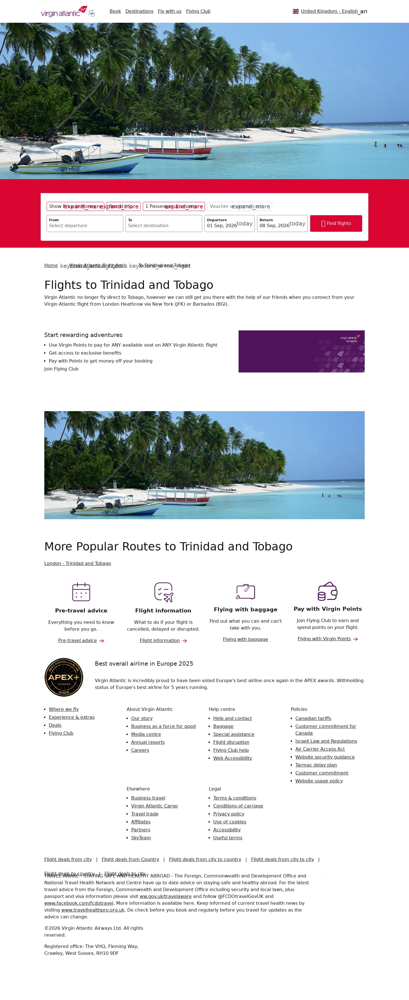 virgin atlantic
Book Destinations Fly with us Flying Club
United Kingdom - English
Show Price in Money expand_more Round trip expand_more 1 Passenger, Economy expand_more Voucher or promo code expand_more
From
Select departure
To
Select destination
Departure
01 Sep, 2026 today
Return
08 Sep, 2026 today
Find flights
Home keyboard_arrow_right Virgin Atlantic flight deals keyboard_arrow_right To Trinidad and Tobago
Flights to Trinidad and Tobago
Virgin Atlantic no longer fly direct to Tobago, however we can still get you there with the help of our friends when you connect from your
Virgin Atlantic flight from London Heathrow via New York (JFK) or Barbados (BGI).
Start rewarding adventures
• Use Virgin Points to pay for ANY available seat on ANY Virgin Atlantic flight
• Get access to exclusive benefits
• Pay with Points to get money off your booking
Join Flying Club
virgin atlantic
flyingclub
More Popular Routes to Trinidad and Tobago
London - Trinidad and Tobago
Pre-travel advice
Everything you need to know
before you go.
Pre-travel advice
Flight information
What to do if your flight is
cancelled, delayed or disrupted.
Flight information
Flying with baggage
Find out what you can and can't
take with you.
Flying with baggage
Pay with Virgin Points
Join Flying Club to earn and
spend points on your flight.
Flying with Virgin Points
BEST OVERALL AIRLINE
APEX
EUROPE
2025
Best overall airline in Europe 2025
Virgin Atlantic is incredibly proud to have been voted Europe's best airline once again in the APEX awards. Withholding
status of Europe's best airline for 5 years running.
• Where we fly
• Experience & extras
• Deals
• Flying Club
About Virgin Atlantic
• Our story
• Business as a force for good
• Media centre
• Annual reports
• Careers
Help centre
• Help and contact
• Baggage
• Special assistance
• Flight disruption
• Flying Club help
• Web Accessibility
Policies
• Canadian tariffs
• Customer commitment for
Canada
• Israeli Law and Regulations
• Air Carrier Access Act
• Website security guidance
• Tarmac delay plan
• Customer commitment
• Website usage policy
Elsewhere
• Business travel
• Virgin Atlantic Cargo
• Travel trade
• Affiliates
• Partners
• SkyTeam
Legal
• Terms & conditions
• Conditions of carriage
• Privacy policy
• Use of cookies
• Accessibility
• Useful terms
Flight deals from city | Flight deals from Country | Flight deals from city to country | Flight deals from city to city |
Flight deals to country | Flight deals to city
TRAVEL AWARE - STAYING SAFE AND HEALTHY ABROAD - The Foreign, Commonwealth and Development Office and
National Travel Health Network and Centre have up to date advice on staying safe and healthy abroad. For the latest
travel advice from the Foreign, Commonwealth and Development Office including security and local laws, plus
passport and visa information please visit ww.gov.uk/travelaware and follow @FCDOtravelGovUK and
www.facebook.com/fcdotravel. More information is available here. Keep informed of current travel health news by
visiting www.travelhealthpro.org.uk. Do check before you book and regularly before you travel for updates as the
advice can change.
©2026 Virgin Atlantic Airways Ltd. All rights
reserved.
Registered office: The VHQ, Fleming Way,
Crawley, West Sussex, RH10 9DF